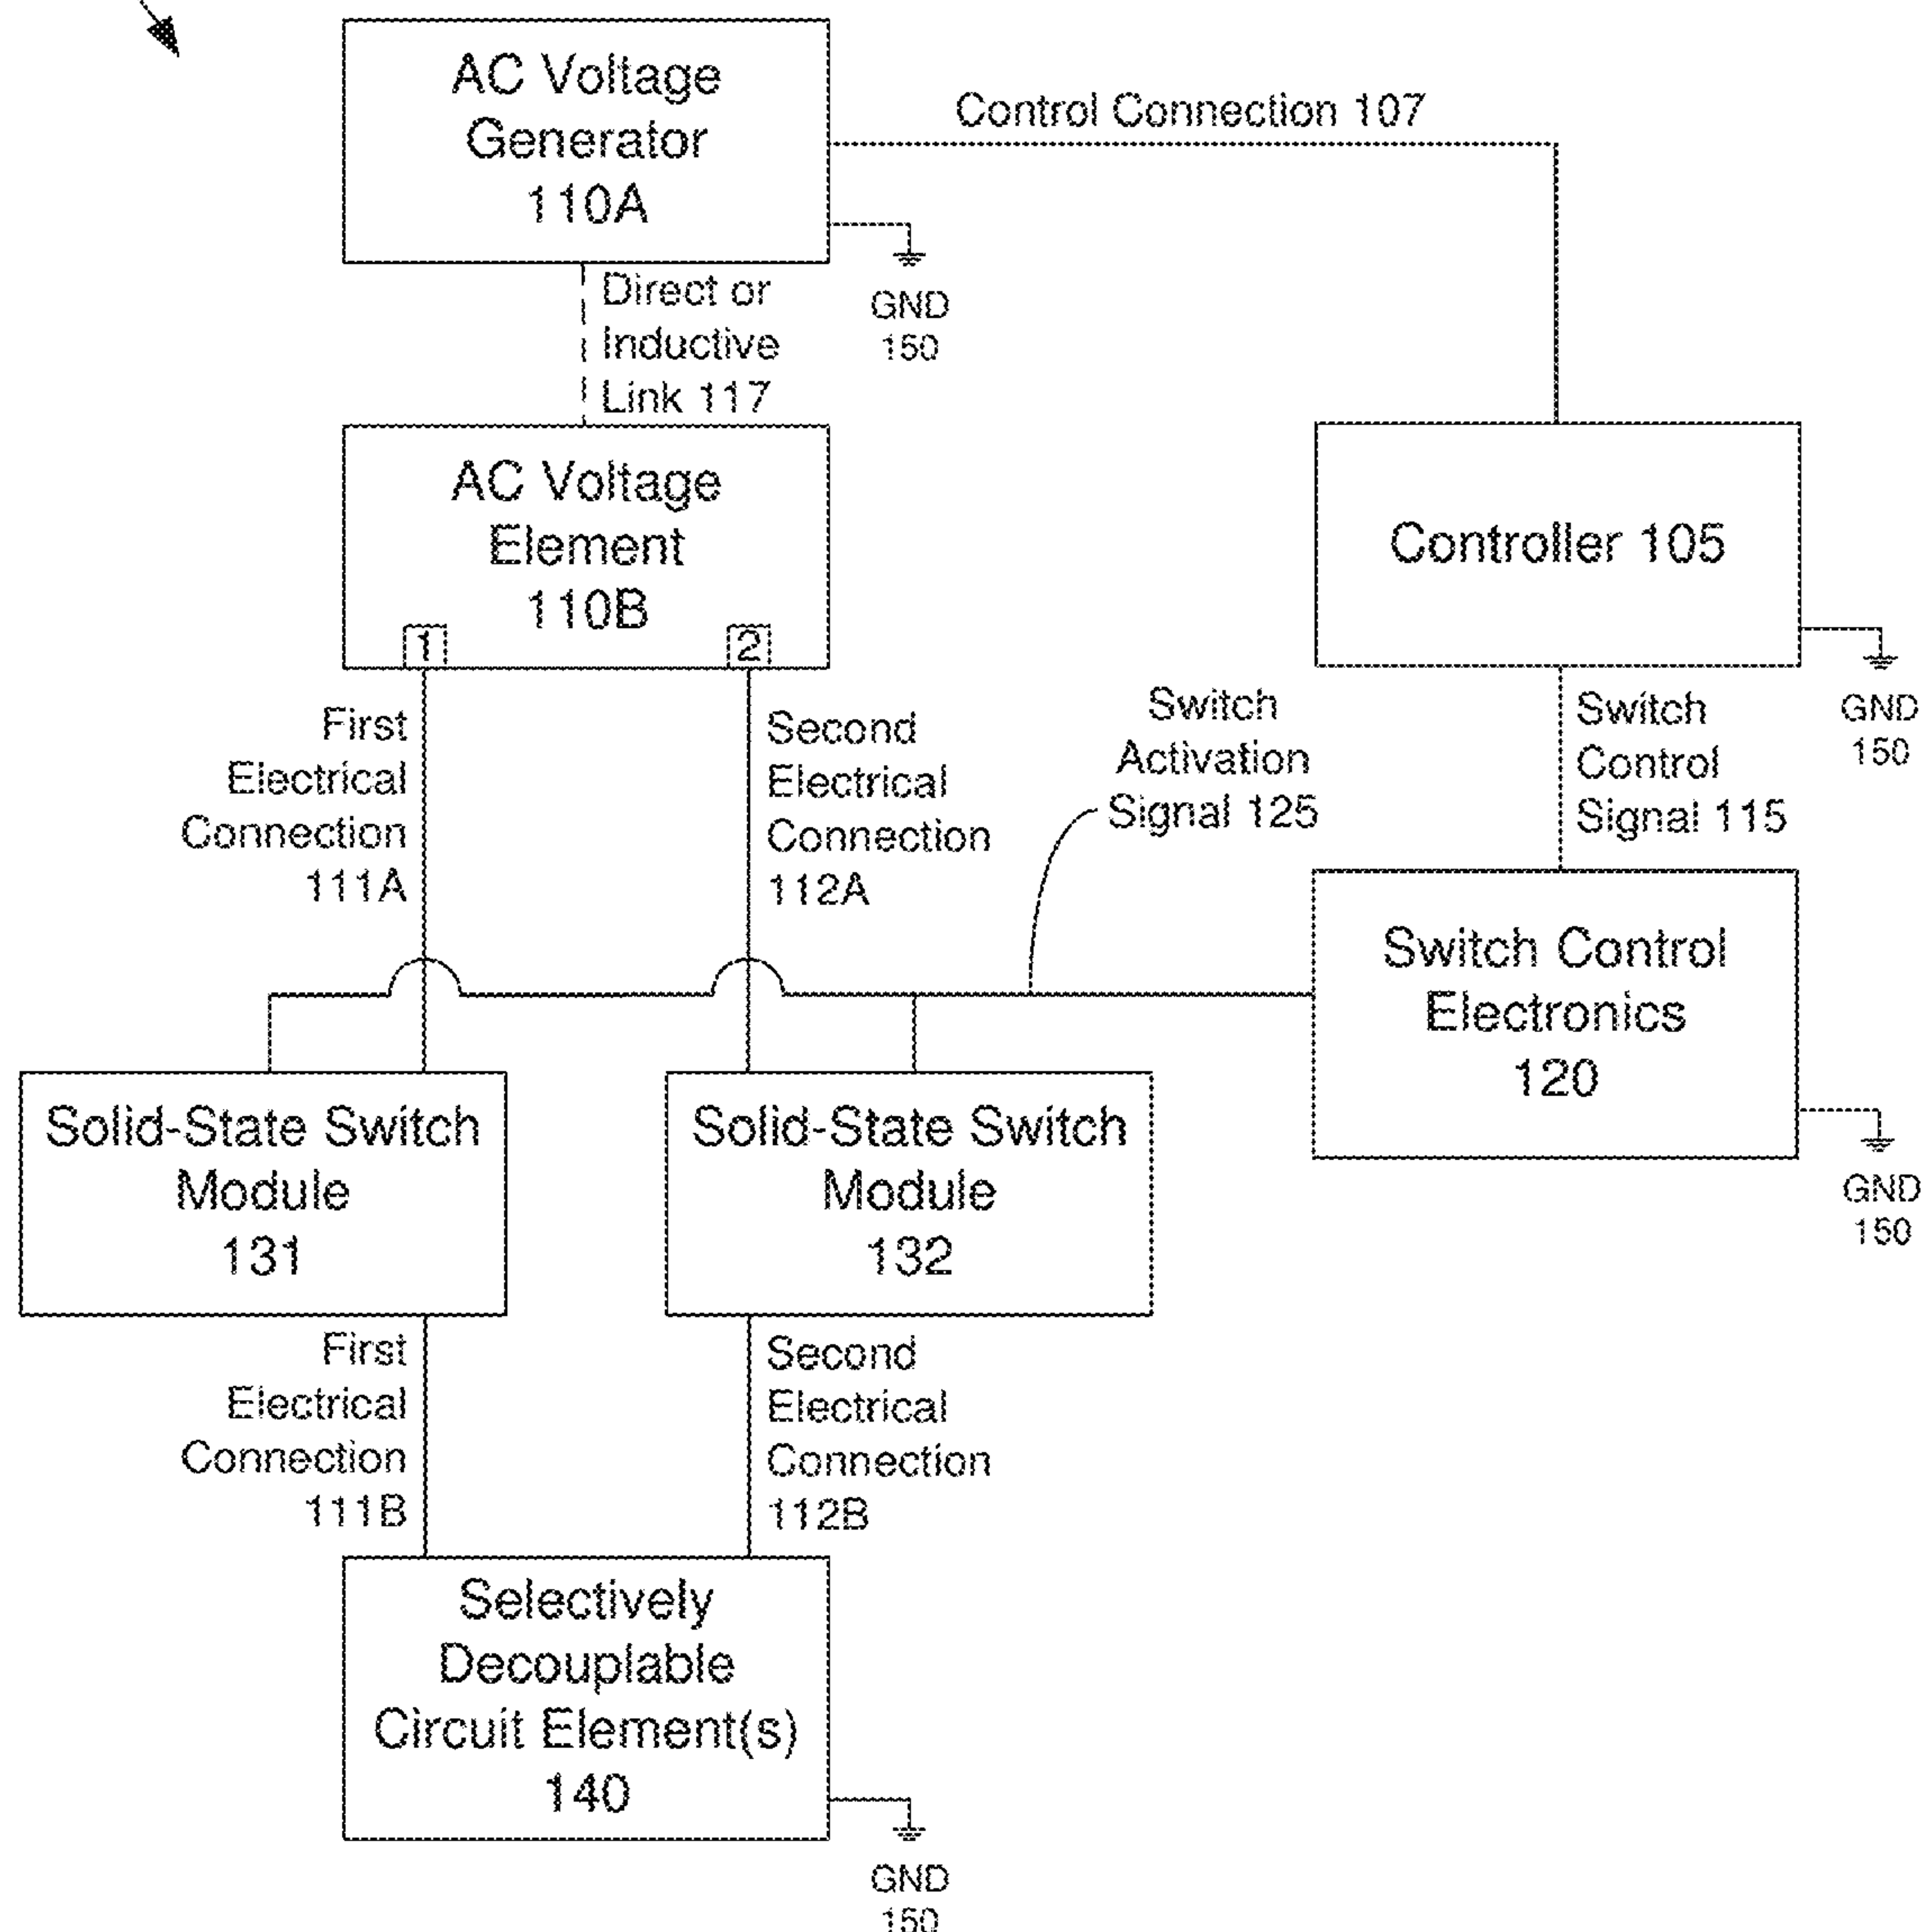 AC Voltage
Generator
110A
Control Connection 107
GND
150
Direct or
Inductive
Link 117
AC Voltage
Element
110B
1
2
Controller 105
GND
150
First
Electrical
Connection
111A
Second
Electrical
Connection
112A
Switch
Activation
Signal 125
Switch
Control
Signal 115
Switch Control
Electronics
120
GND
150
Solid-State Switch
Module
131
Solid-State Switch
Module
132
First
Electrical
Connection
111B
Second
Electrical
Connection
112B
Selectively
Decouplable
Circuit Element(s)
140
GND
150